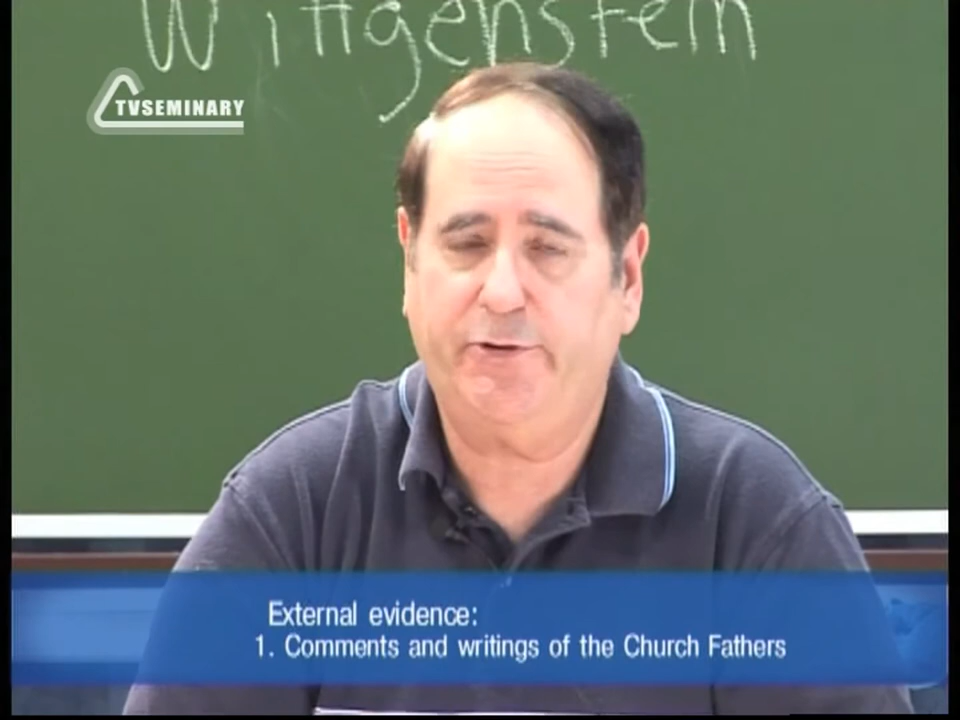 Wittgenstein
TVSEMINARY
External evidence:
1. Comments and writings of the Church Fathers